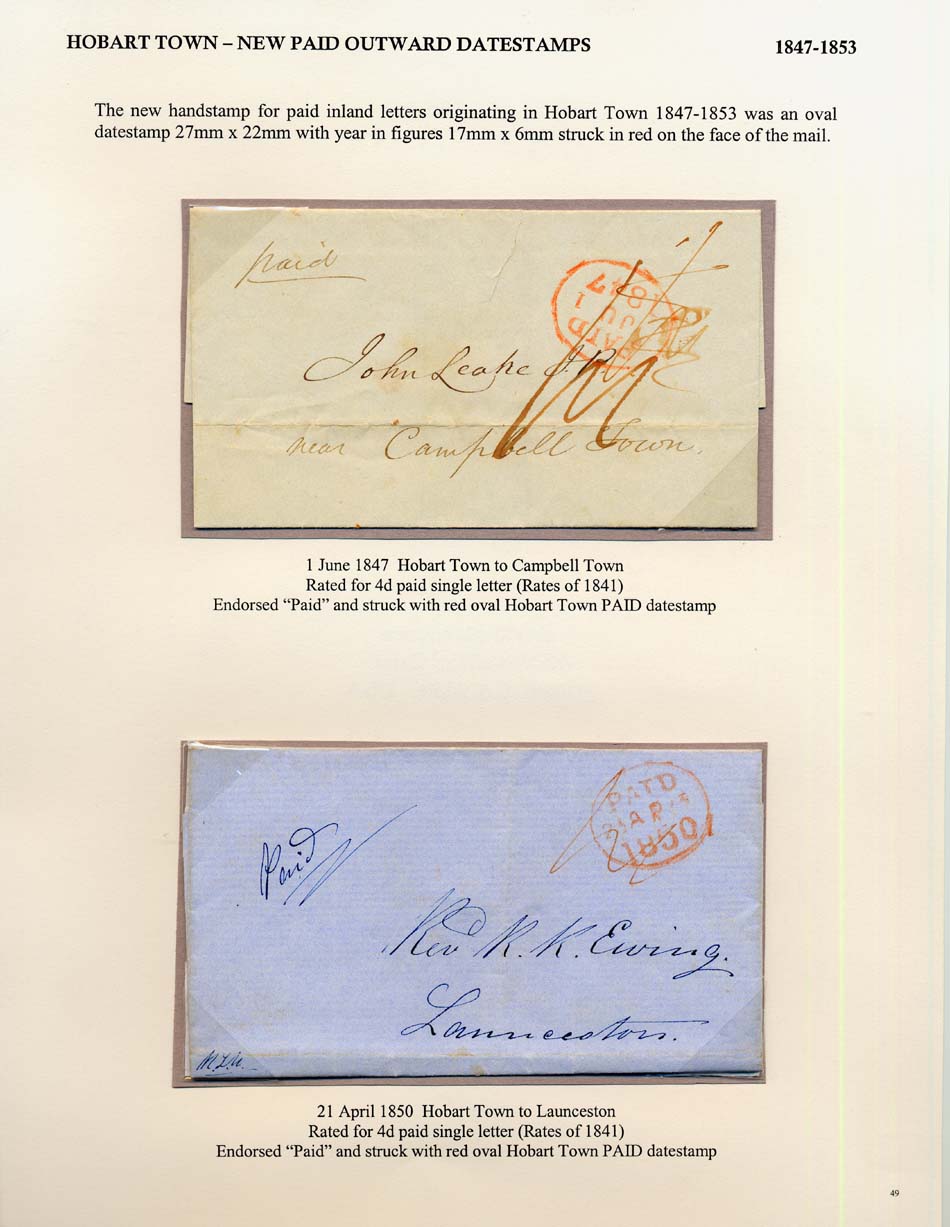 HOBART TOWN – NEW PAID OUTWARD DATESTAMPS 1847-1853
The new handstamp for paid inland letters originating in Hobart Town 1847-1853 was an oval
datestamp 27mm x 22mm with year in figures 17mm x 6mm struck in red on the face of the mail.
paid
PAID
JU 1
847
John Leake J.P.
near Campbell Town.
1 June 1847 Hobart Town to Campbell Town
Rated for 4d paid single letter (Rates of 1841)
Endorsed “Paid” and struck with red oval Hobart Town PAID datestamp
PAID
AP
1850
Paid
Rev R. K. Ewing.
Launceston.
21 April 1850 Hobart Town to Launceston
Rated for 4d paid single letter (Rates of 1841)
Endorsed “Paid” and struck with red oval Hobart Town PAID datestamp
49